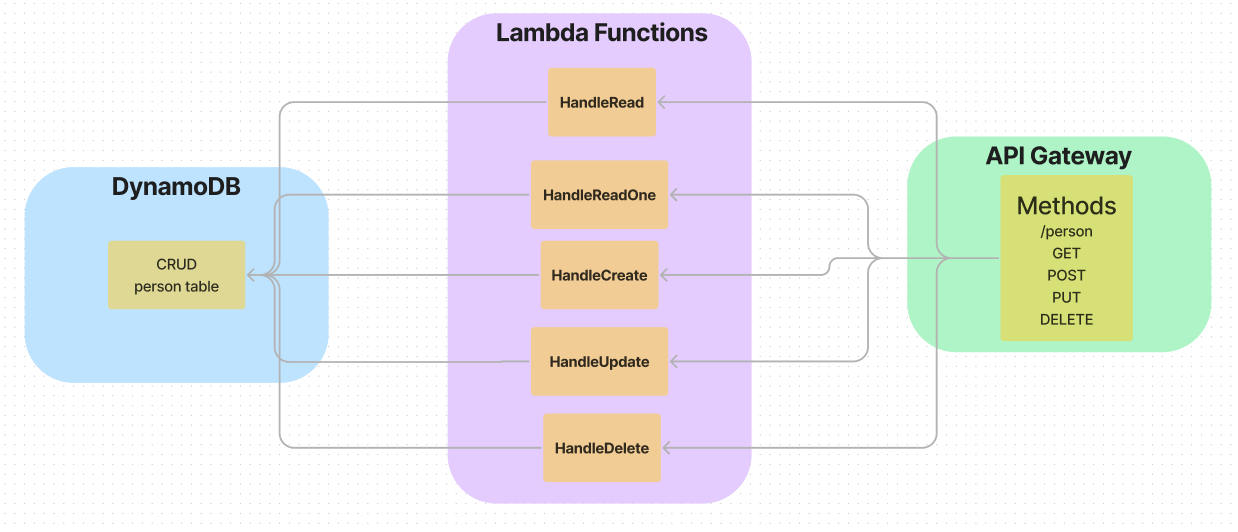 Lambda Functions
HandleRead
HandleReadOne
HandleCreate
HandleUpdate
HandleDelete
DynamoDB
CRUD
person table
API Gateway
Methods
/person
GET
POST
PUT
DELETE